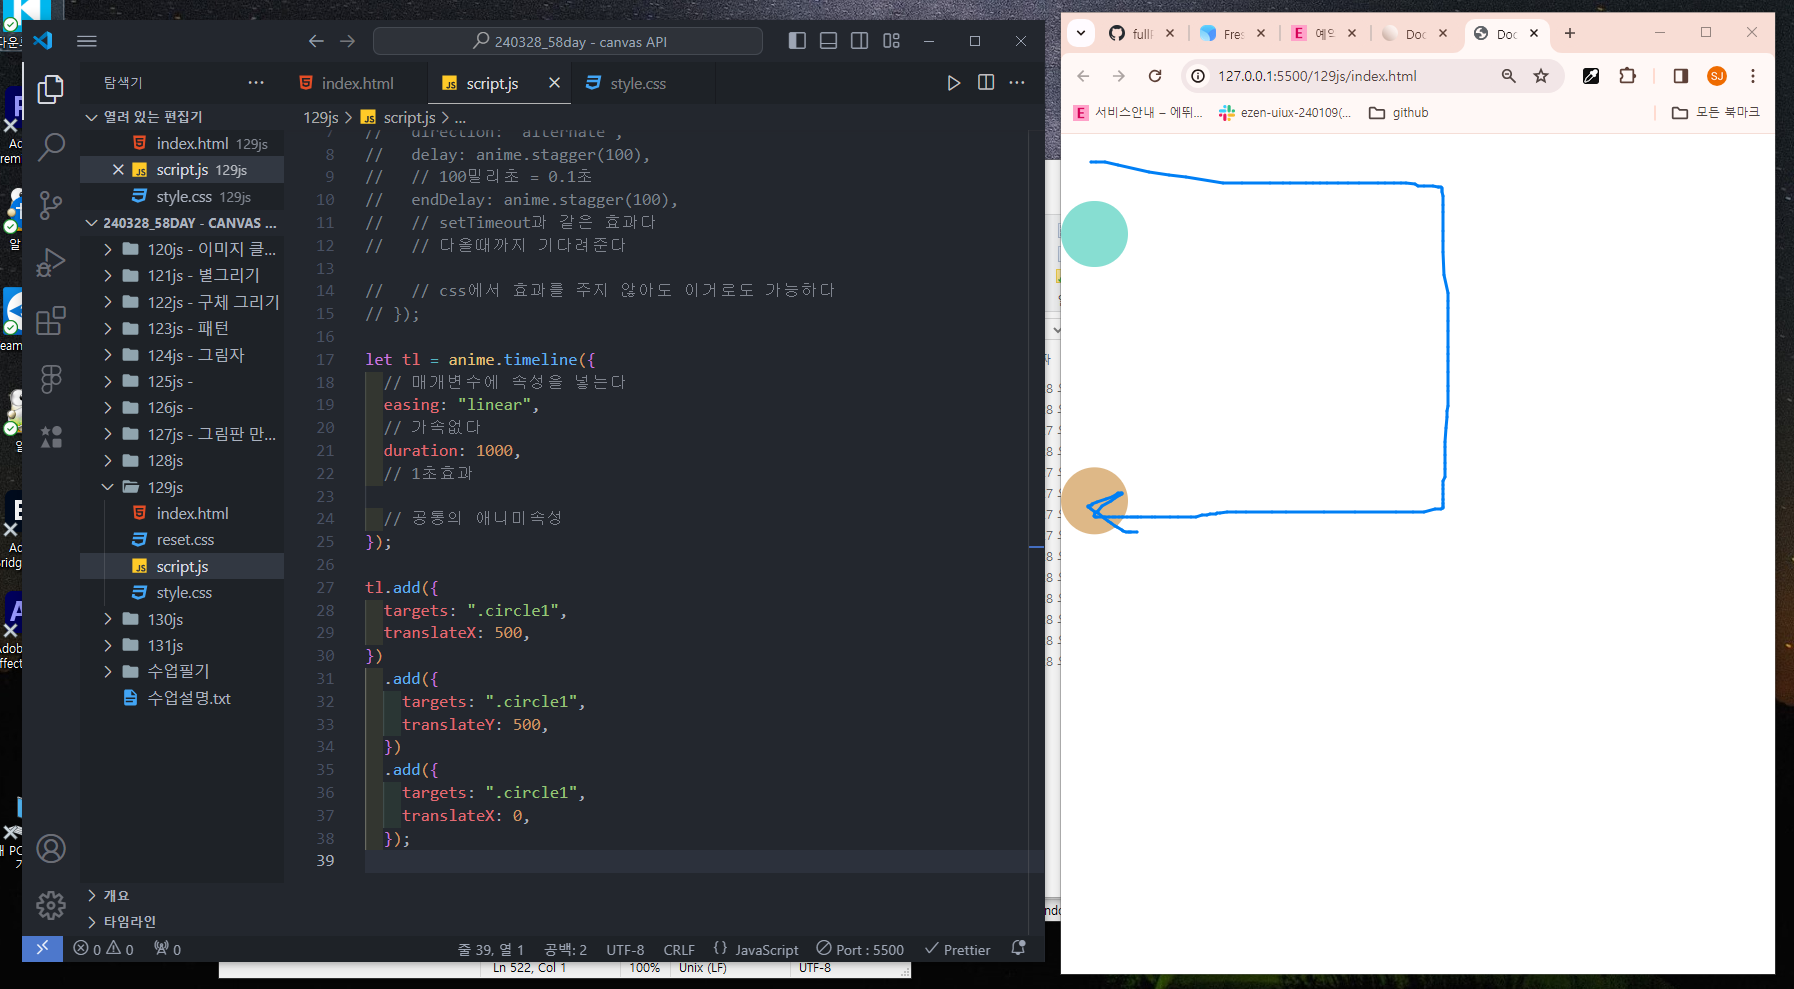 다운로
240328_58day - canvas API
탐색기
index.html
script.js
style.css
129js > script.js > ...
열려 있는 편집기
index.html 129js
script.js 129js
style.css 129js
240328_58DAY - CANVAS ...
120js - 이미지 클...
121js - 별그리기
122js - 구체 그리기
123js - 패턴
124js - 그림자
125js -
126js -
127js - 그림판 만...
128js
129js
index.html
reset.css
script.js
style.css
130js
131js
수업필기
수업설명.txt
개요
타임라인
7 // direction: "alternate",
8 // delay: anime.stagger(100),
9 // // 100밀리초 = 0.1초
10 // endDelay: anime.stagger(100),
11 // // setTimeout과 같은 효과다
12 // // 다올때까지 기다려준다
13
14 // // css에서 효과를 주지 않아도 이거로도 가능하다
15 // });
16
17 let tl = anime.timeline({
18 // 매개변수에 속성을 넣는다
19 easing: "linear",
20 // 가속없다
21 duration: 1000,
22 // 1초효과
23
24 // 공통의 애니미속성
25 });
26
27 tl.add({
28 targets: ".circle1",
29 translateX: 500,
30 })
31 .add({
32 targets: ".circle1",
33 translateY: 500,
34 })
35 .add({
36 targets: ".circle1",
37 translateX: 0,
38 });
39
0 0 0
줄 39, 열 1 공백: 2 UTF-8 CRLF {} JavaScript Port : 5500 Prettier
Ln 522, Col 1 100% Unix (LF) UTF-8
fullP Fres 예약 Doc Doc
127.0.0.1:5500/129js/index.html
SJ
서비스안내 – 에뛰... ezen-uiux-240109(... github 모든 북마크